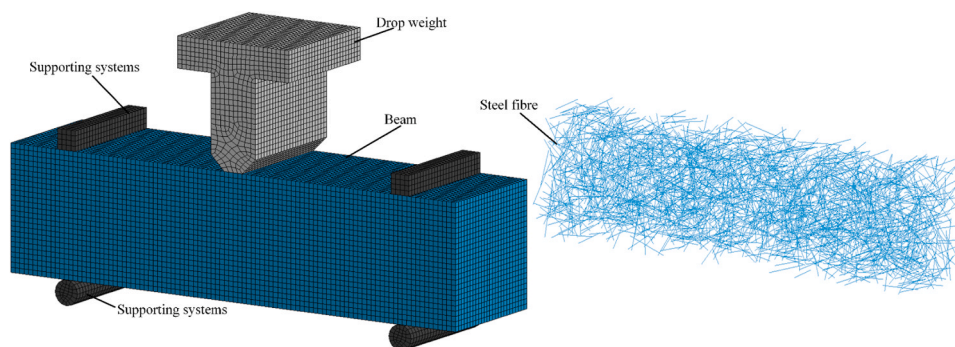 Drop weight
Supporting systems
Steel fibre
Beam
Supporting systems